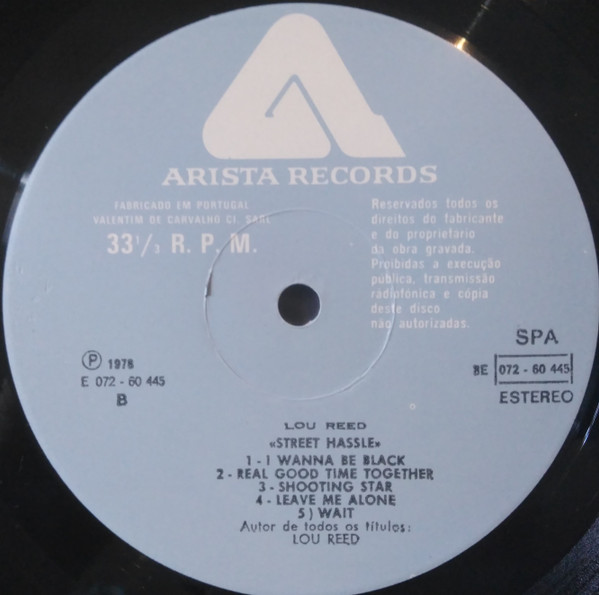 ARISTA RECORDS
FABRICADO EM PORTUGAL
VALENTIM DE CARVALHO CI. SARL
33 1/3 R. P. M.
Reservados todos os
direitos do fabricante
e do proprietário
da obra gravada.
Proibidas a execução
pública, transmissão
radiofónica e cópia
deste disco
não autorizadas.
Ⓟ 1978
E 072 - 60 445
B
SPA
BE 072 - 60 445
ESTEREO
LOU REED
«STREET HASSLE»
1 - I WANNA BE BLACK
2 - REAL GOOD TIME TOGETHER
3 - SHOOTING STAR
4 - LEAVE ME ALONE
5 ) WAIT
Autor de todos os títulos:
LOU REED